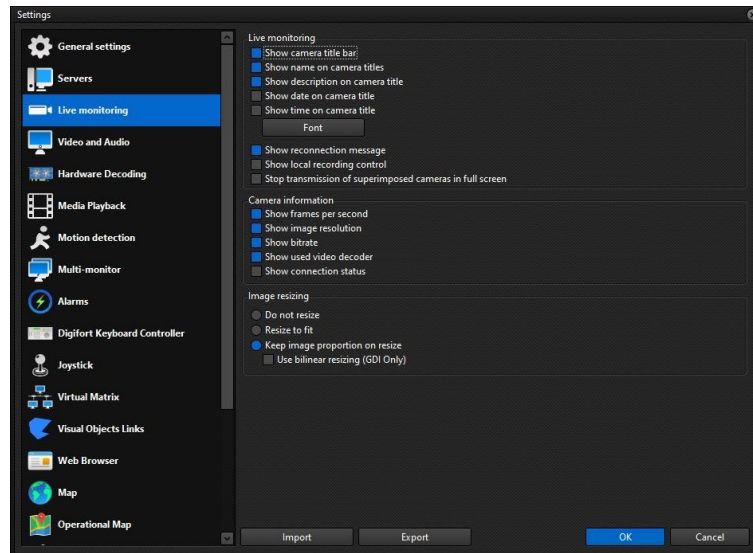 Settings
General settings
Servers
Live monitoring
Video and Audio
Hardware Decoding
Media Playback
Motion detection
Multi-monitor
Alarms
Digifort Keyboard Controller
Joystick
Virtual Matrix
Visual Objects Links
Web Browser
Map
Operational Map
Live monitoring
Show camera title bar
Show name on camera titles
Show description on camera title
Show date on camera title
Show time on camera title
Font
Show reconnection message
Show local recording control
Stop transmission of superimposed cameras in full screen
Camera information
Show frames per second
Show image resolution
Show bitrate
Show used video decoder
Show connection status
Image resizing
Do not resize
Resize to fit
Keep image proportion on resize
Use bilinear resizing (GDI Only)
Import Export OK Cancel